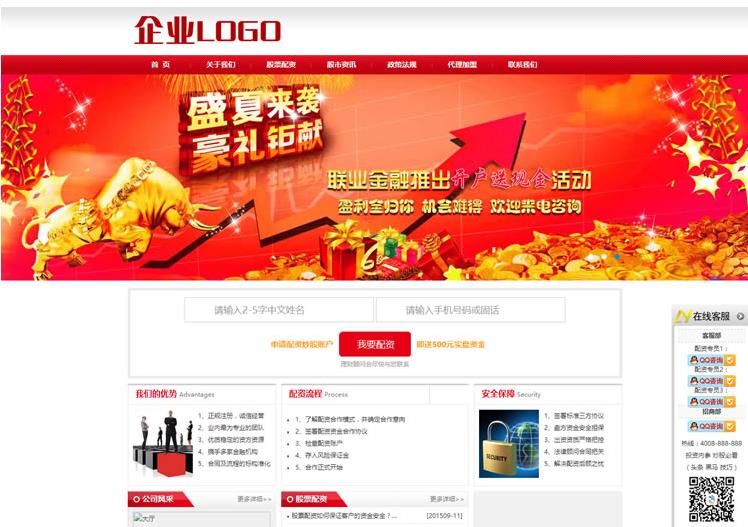 企业LOGO
首 页 关于我们 股票配资 股市资讯 政策法规 代理加盟 联系我们
盛夏来袭
豪礼钜献
联业金融推出开户送现金活动
盈利全归你 机会难得 欢迎来电咨询
请输入2-5字中文姓名 请输入手机号码或固话
申请配资炒股账户 我要配资 即送500元实盘资金
理财顾问会尽快与您联系
在线客服
客服部
配资专员1：
QQ咨询
配资专员2：
QQ咨询
配资专员3：
QQ咨询
招商部
QQ咨询
热线：4008-888-888
投资内参 炒股必看
（头条 黑马 技巧）
我们的优势 Advantages
1、正规注册，诚信经营
2、业内最为专业的团队
3、优质稳定的资方资源
4、携手多家金融机构
5、合同及流程的标准化
配资流程 Process
1、了解配资合作模式，并确定合作意向
2、签署配资资金合作协议
3、检查配资账户
4、存入风险保证金
5、合作正式开始
安全保障 Security
SECURITY
1、签署标准三方协议
2、盘方资金安全担保
3、出资资质严格把控
4、法律顾问合同把关
5、解决配资后顾之忧
公司风采 更多详细>>
大厅
股票配资 更多详细>>
股票配资如何保证客户的资金安全？... [201509-11]